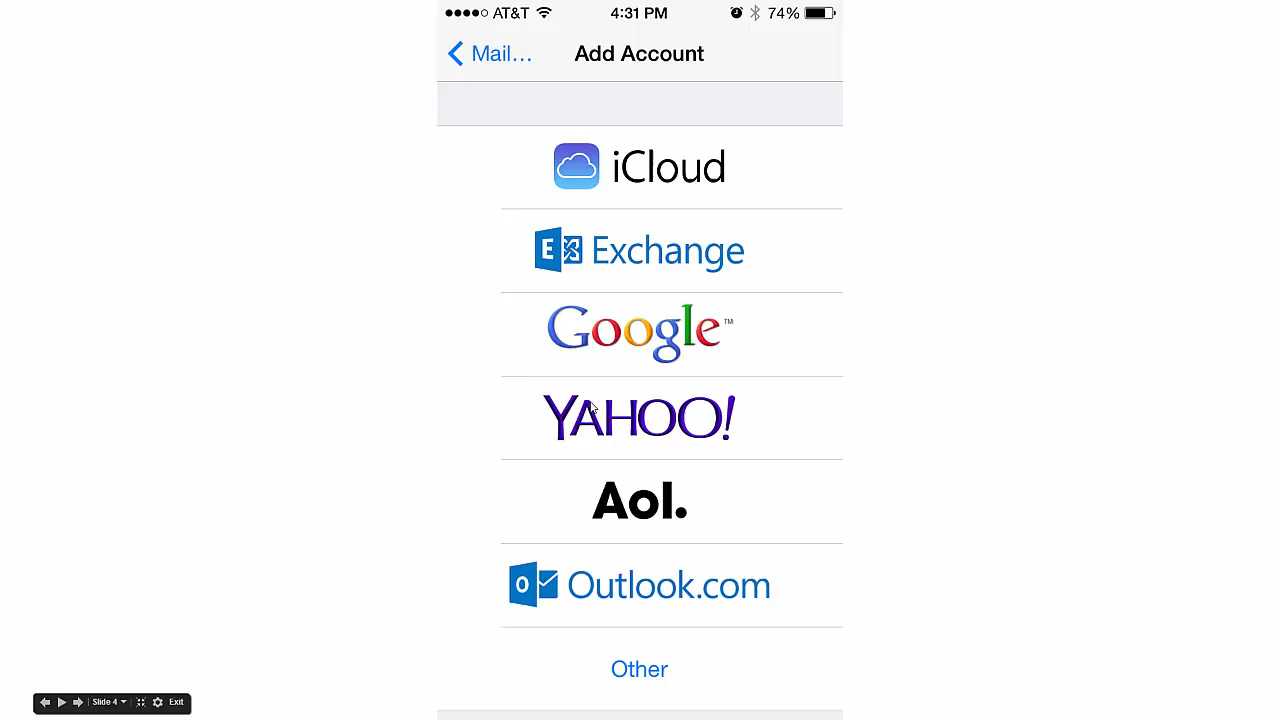 AT&T 4:31 PM 74%
Mail... Add Account
iCloud
E Exchange
Google™
YAHOO!
Aol.
O Outlook.com
Other
Slide 4 Exit